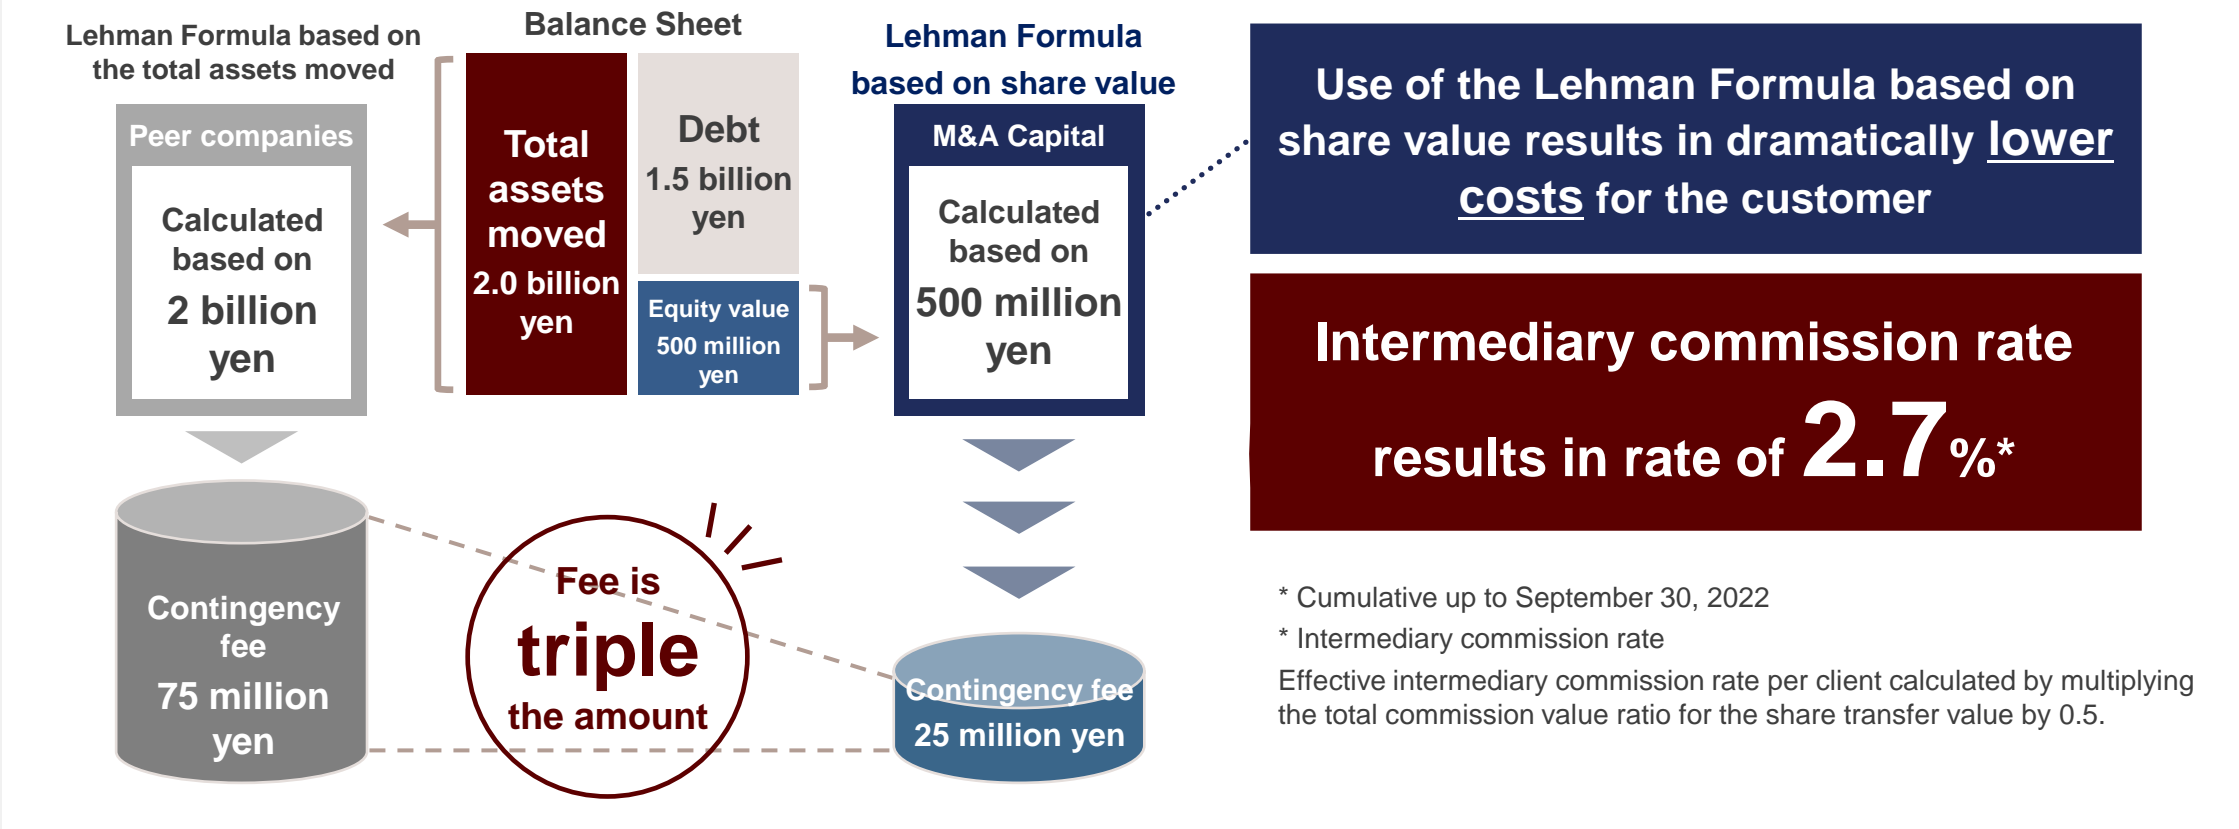 Lehman Formula based on
the total assets moved
Peer companies
Calculated
based on
2 billion
yen
Contingency
fee
75 million
yen
Balance Sheet
Total
assets
moved
2.0 billion
yen
Debt
1.5 billion
yen
Equity value
500 million
yen
Fee is
triple
the amount
Lehman Formula
based on share value
M&A Capital
Calculated
based on
500 million
yen
Contingency fee
25 million yen
Use of the Lehman Formula based on
share value results in dramatically lower
costs for the customer
Intermediary commission rate
results in rate of 2.7%*
* Cumulative up to September 30, 2022
* Intermediary commission rate
Effective intermediary commission rate per client calculated by multiplying
the total commission value ratio for the share transfer value by 0.5.